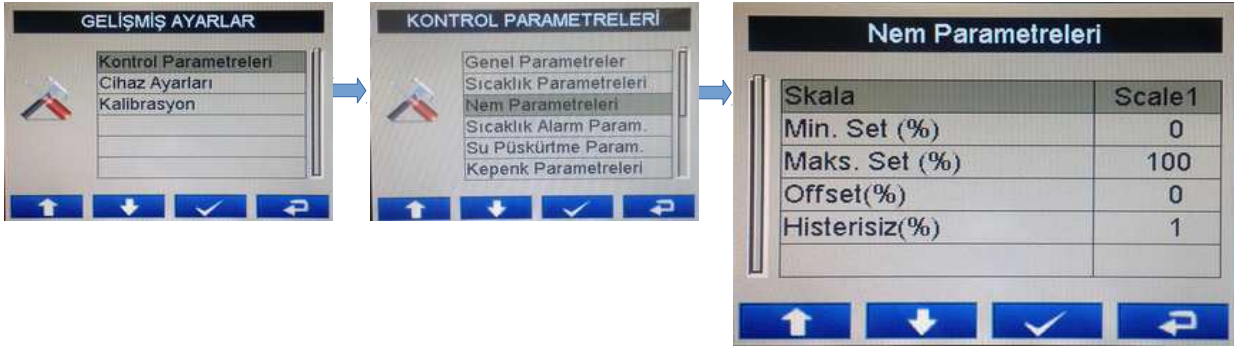 GELİŞMİŞ AYARLAR
Kontrol Parametreleri
Cihaz Ayarları
Kalibrasyon
KONTROL PARAMETRELERİ
Genel Parametreler
Sıcaklık Parametreleri
Nem Parametreleri
Sıcaklık Alarm Param.
Su Püskürtme Param.
Kepenk Parametreleri
Nem Parametreleri
Skala Scale1
Min. Set (%) 0
Maks. Set (%) 100
Offset(%) 0
Histerisiz(%) 1